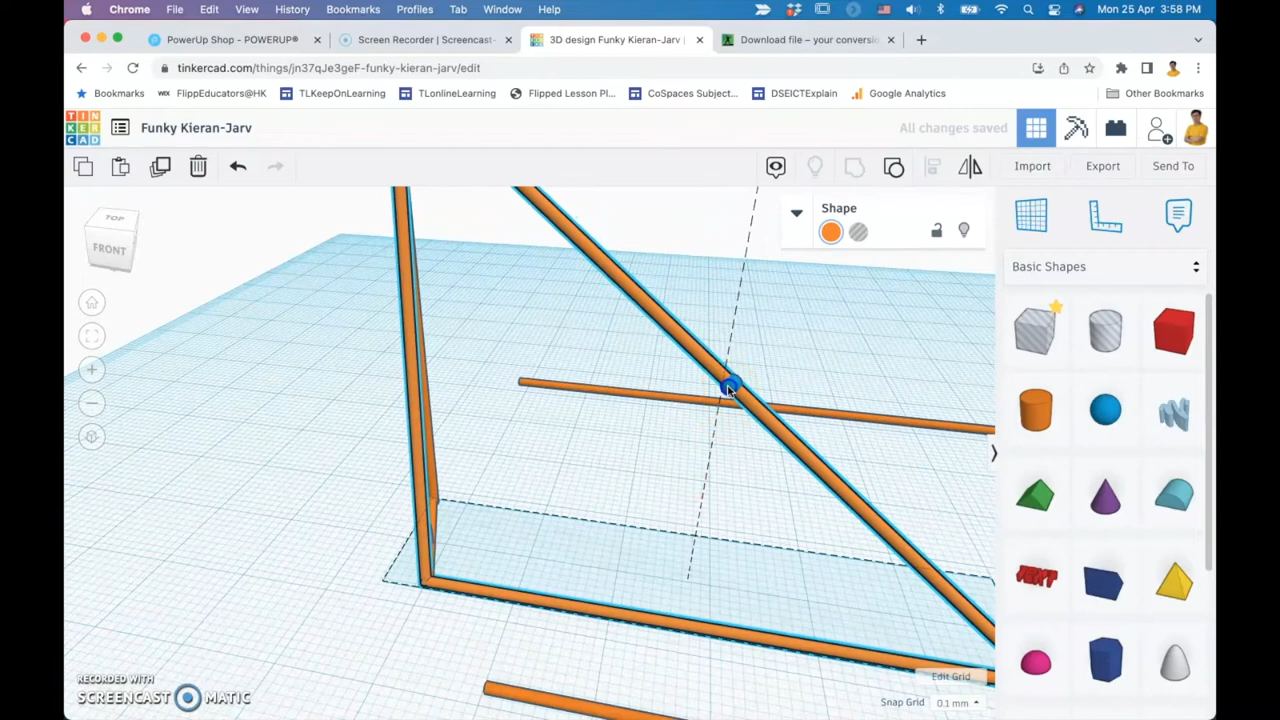 Chrome File Edit View History Bookmarks Profiles Tab Window Help Mon 25 Apr 3:58 PM
PowerUp Shop - POWERUP® Screen Recorder | Screencast- 3D design Funky Kieran-Jarv | Download file – your conversi
tinkercad.com/things/jn37qJe3geF-funky-kieran-jarv/edit
Bookmarks WIX FlippEducators@HK TLKeepOnLearning TLonlineLearning Flipped Lesson Pl... CoSpaces Subject... DSEICTExplain Google Analytics Other Bookmarks
TIN
KER
CAD
Funky Kieran-Jarv
All changes saved
Import Export Send To
Shape
TOP
FRONT
Basic Shapes
TEXT
Edit Grid
Snap Grid 0.1 mm
RECORDED WITH
SCREENCAST MATIC